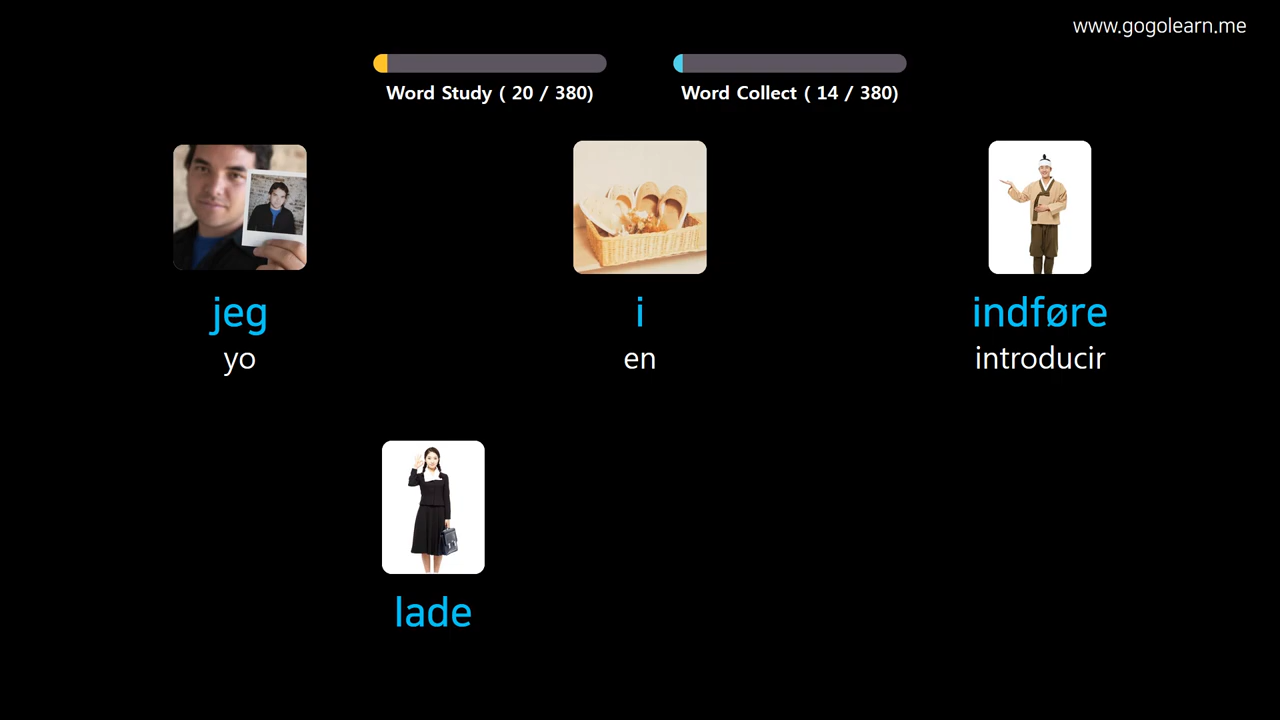 www.gogolearn.me
Word Study ( 20 / 380)
Word Collect ( 14 / 380)
jeg
yo
i
en
indføre
introducir
lade